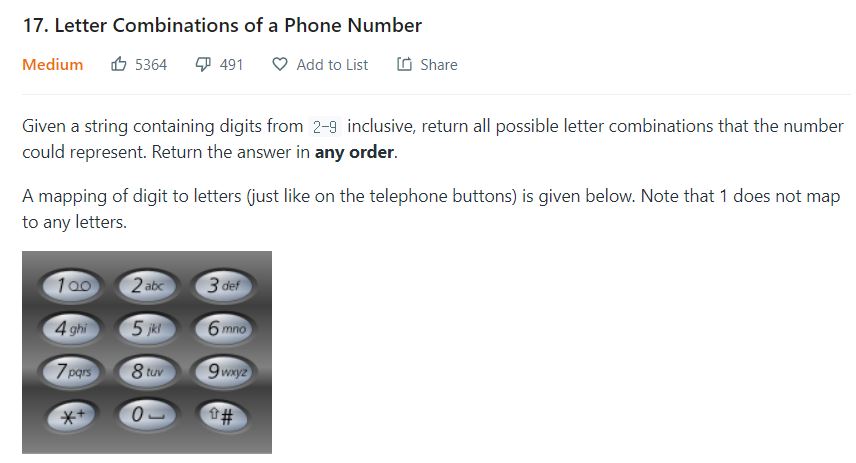 17. Letter Combinations of a Phone Number
Medium 5364 491 Add to List Share
Given a string containing digits from 2-9 inclusive, return all possible letter combinations that the number
could represent. Return the answer in any order.
A mapping of digit to letters (just like on the telephone buttons) is given below. Note that 1 does not map
to any letters.
1 2 abc 3 def
4 ghi 5 jkl 6 mno
7 pqrs 8 tuv 9 wxyz
*+ 0 #